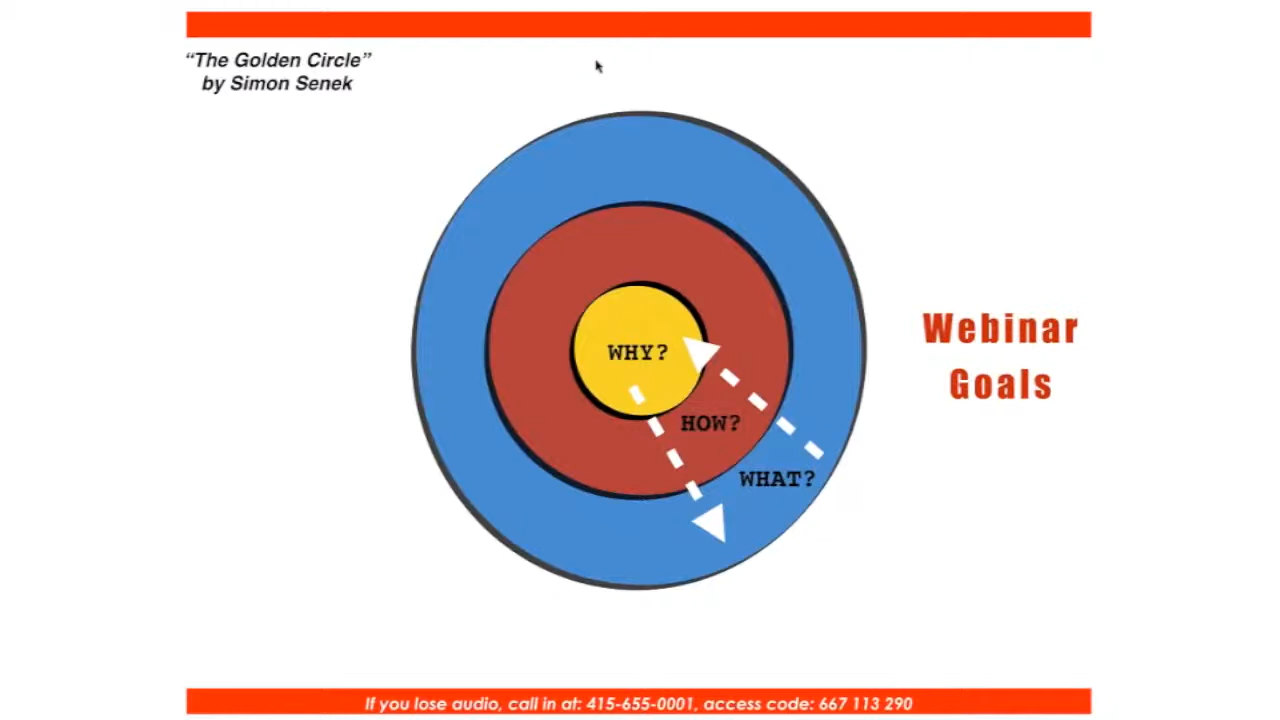 “The Golden Circle”
by Simon Senek
WHY?
HOW?
WHAT?
Webinar
Goals
If you lose audio, call in at: 415-655-0001, access code: 667 113 290